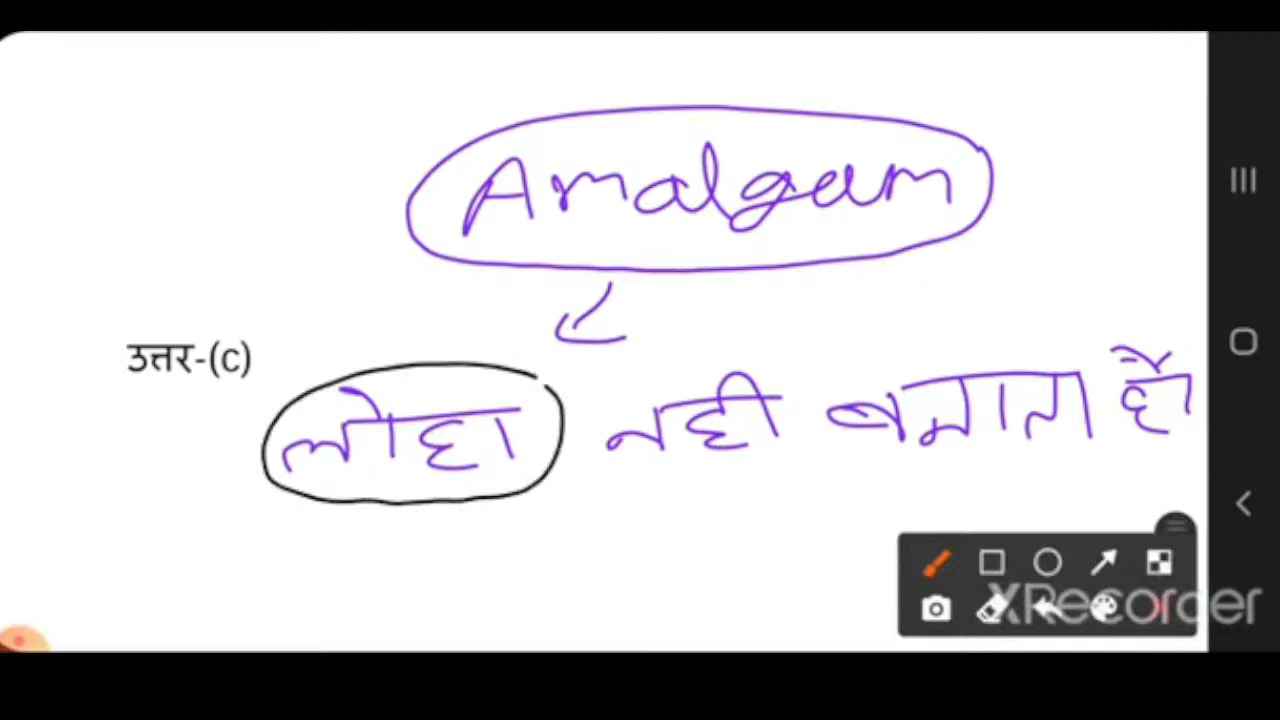 Amalgam
उत्तर-(c)
लोहा नही बनाता है
XRecorder